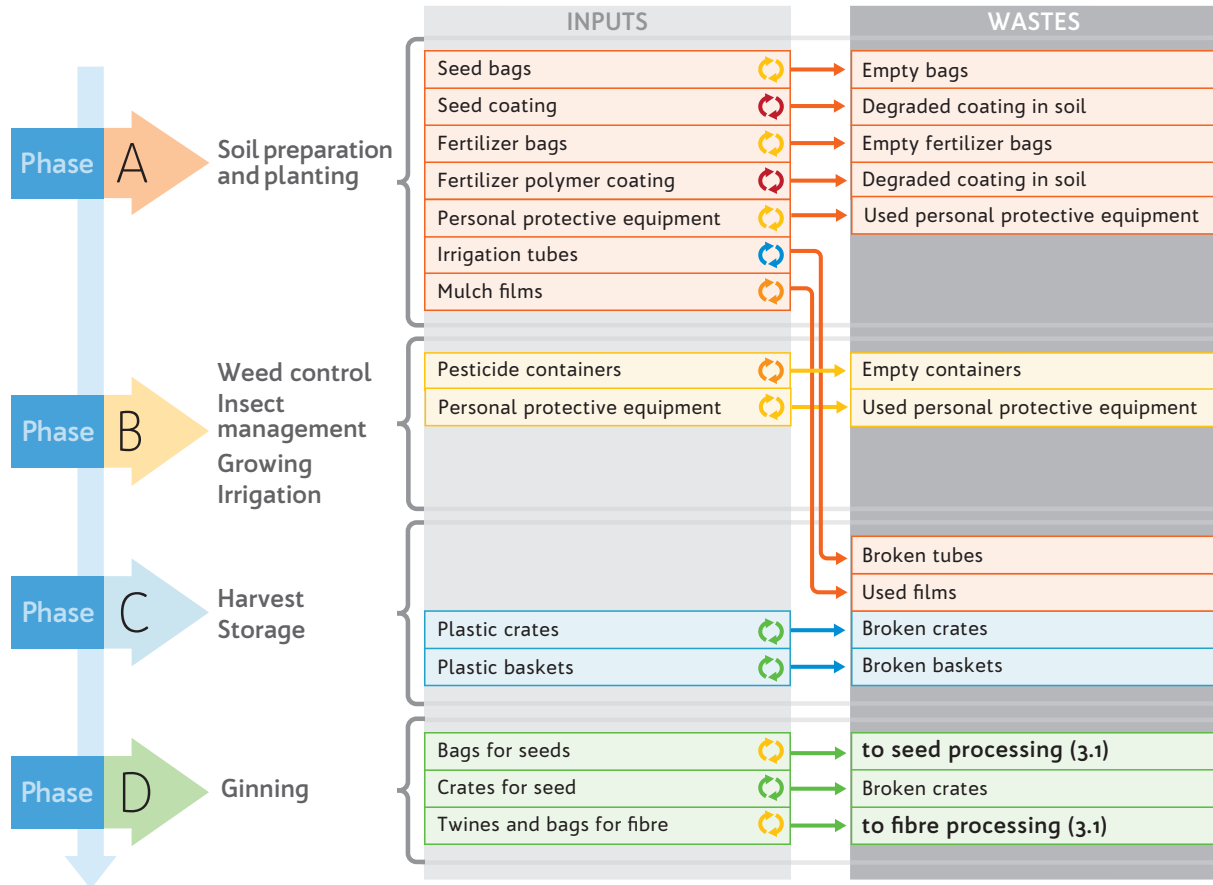 INPUTS
WASTES
Phase A
Soil preparation
and planting
Seed bags
Empty bags
Seed coating
Degraded coating in soil
Fertilizer bags
Empty fertilizer bags
Fertilizer polymer coating
Degraded coating in soil
Personal protective equipment
Used personal protective equipment
Irrigation tubes
Mulch films
Phase B
Weed control
Insect
management
Growing
Irrigation
Pesticide containers
Empty containers
Personal protective equipment
Used personal protective equipment
Phase C
Harvest
Storage
Broken tubes
Used films
Plastic crates
Broken crates
Plastic baskets
Broken baskets
Phase D
Ginning
Bags for seeds
to seed processing (3.1)
Crates for seed
Broken crates
Twines and bags for fibre
to fibre processing (3.1)